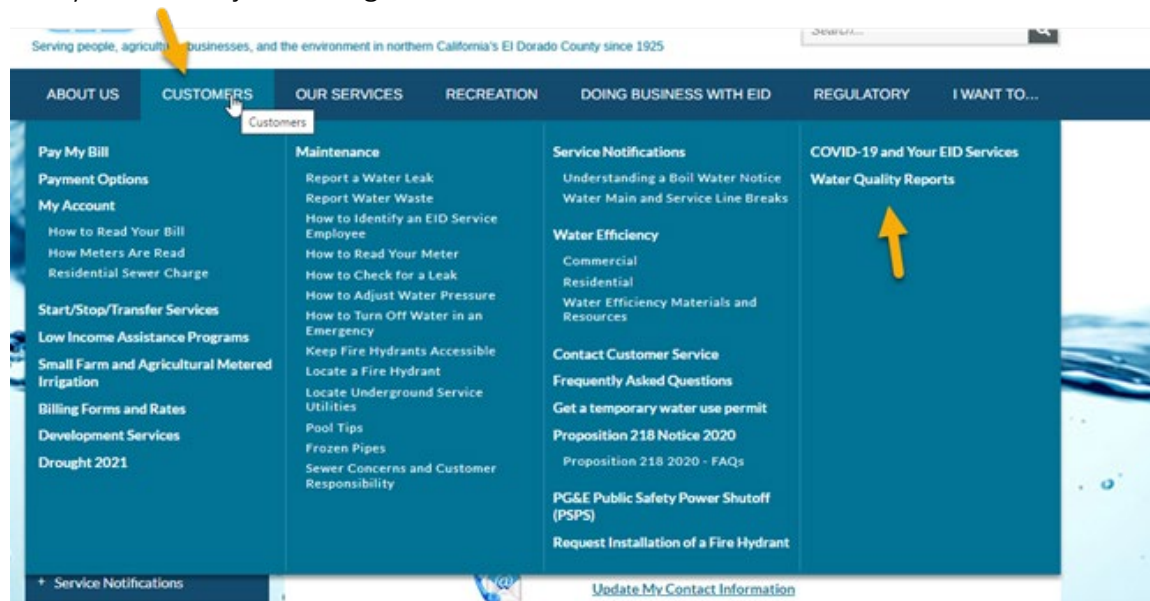 Serving people, agricultu businesses, and the environment in northern California's El Dorado County since 1925
Search...
ABOUT US CUSTOMERS OUR SERVICES RECREATION DOING BUSINESS WITH EID REGULATORY I WANT TO...
Customers
Pay My Bill
Payment Options
My Account
How to Read Your Bill
How Meters Are Read
Residential Sewer Charge
Start/Stop/Transfer Services
Low Income Assistance Programs
Small Farm and Agricultural Metered
Irrigation
Billing Forms and Rates
Development Services
Drought 2021
Maintenance
Report a Water Leak
Report Water Waste
How to Identify an EID Service
Employee
How to Read Your Meter
How to Check for a Leak
How to Adjust Water Pressure
How to Turn Off Water in an
Emergency
Keep Fire Hydrants Accessible
Locate a Fire Hydrant
Locate Underground Service
Utilities
Pool Tips
Frozen Pipes
Sewer Concerns and Customer
Responsibility
Service Notifications
Understanding a Boil Water Notice
Water Main and Service Line Breaks
Water Efficiency
Commercial
Residential
Water Efficiency Materials and
Resources
Contact Customer Service
Frequently Asked Questions
Get a temporary water use permit
Proposition 218 Notice 2020
Proposition 218 2020 - FAQs
PG&E Public Safety Power Shutoff
(PSPS)
Request Installation of a Fire Hydrant
COVID-19 and Your EID Services
Water Quality Reports
+ Service Notifications
Update My Contact Information